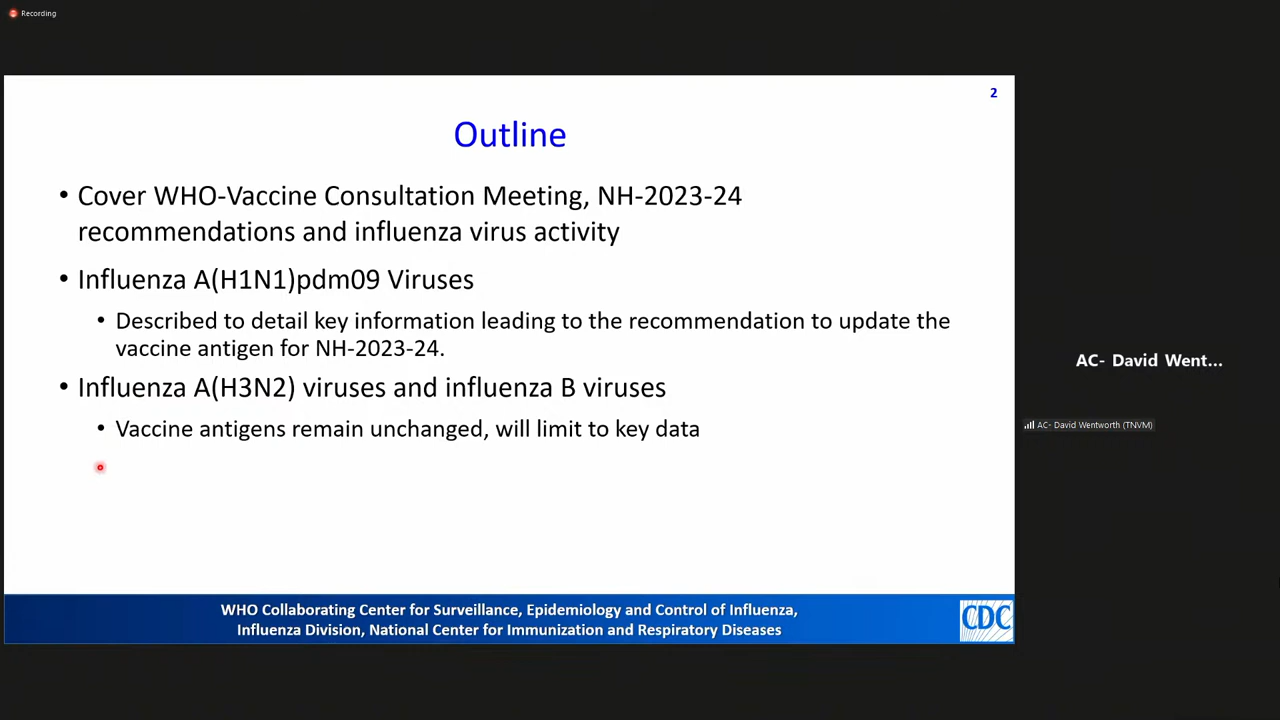 Recording
2
Outline
• Cover WHO-Vaccine Consultation Meeting, NH-2023-24
recommendations and influenza virus activity
• Influenza A(H1N1)pdm09 Viruses
• Described to detail key information leading to the recommendation to update the
vaccine antigen for NH-2023-24.
• Influenza A(H3N2) viruses and influenza B viruses
• Vaccine antigens remain unchanged, will limit to key data
AC- David Went...
AC- David Wentworth (TNVM)
WHO Collaborating Center for Surveillance, Epidemiology and Control of Influenza,
Influenza Division, National Center for Immunization and Respiratory Diseases
CDC